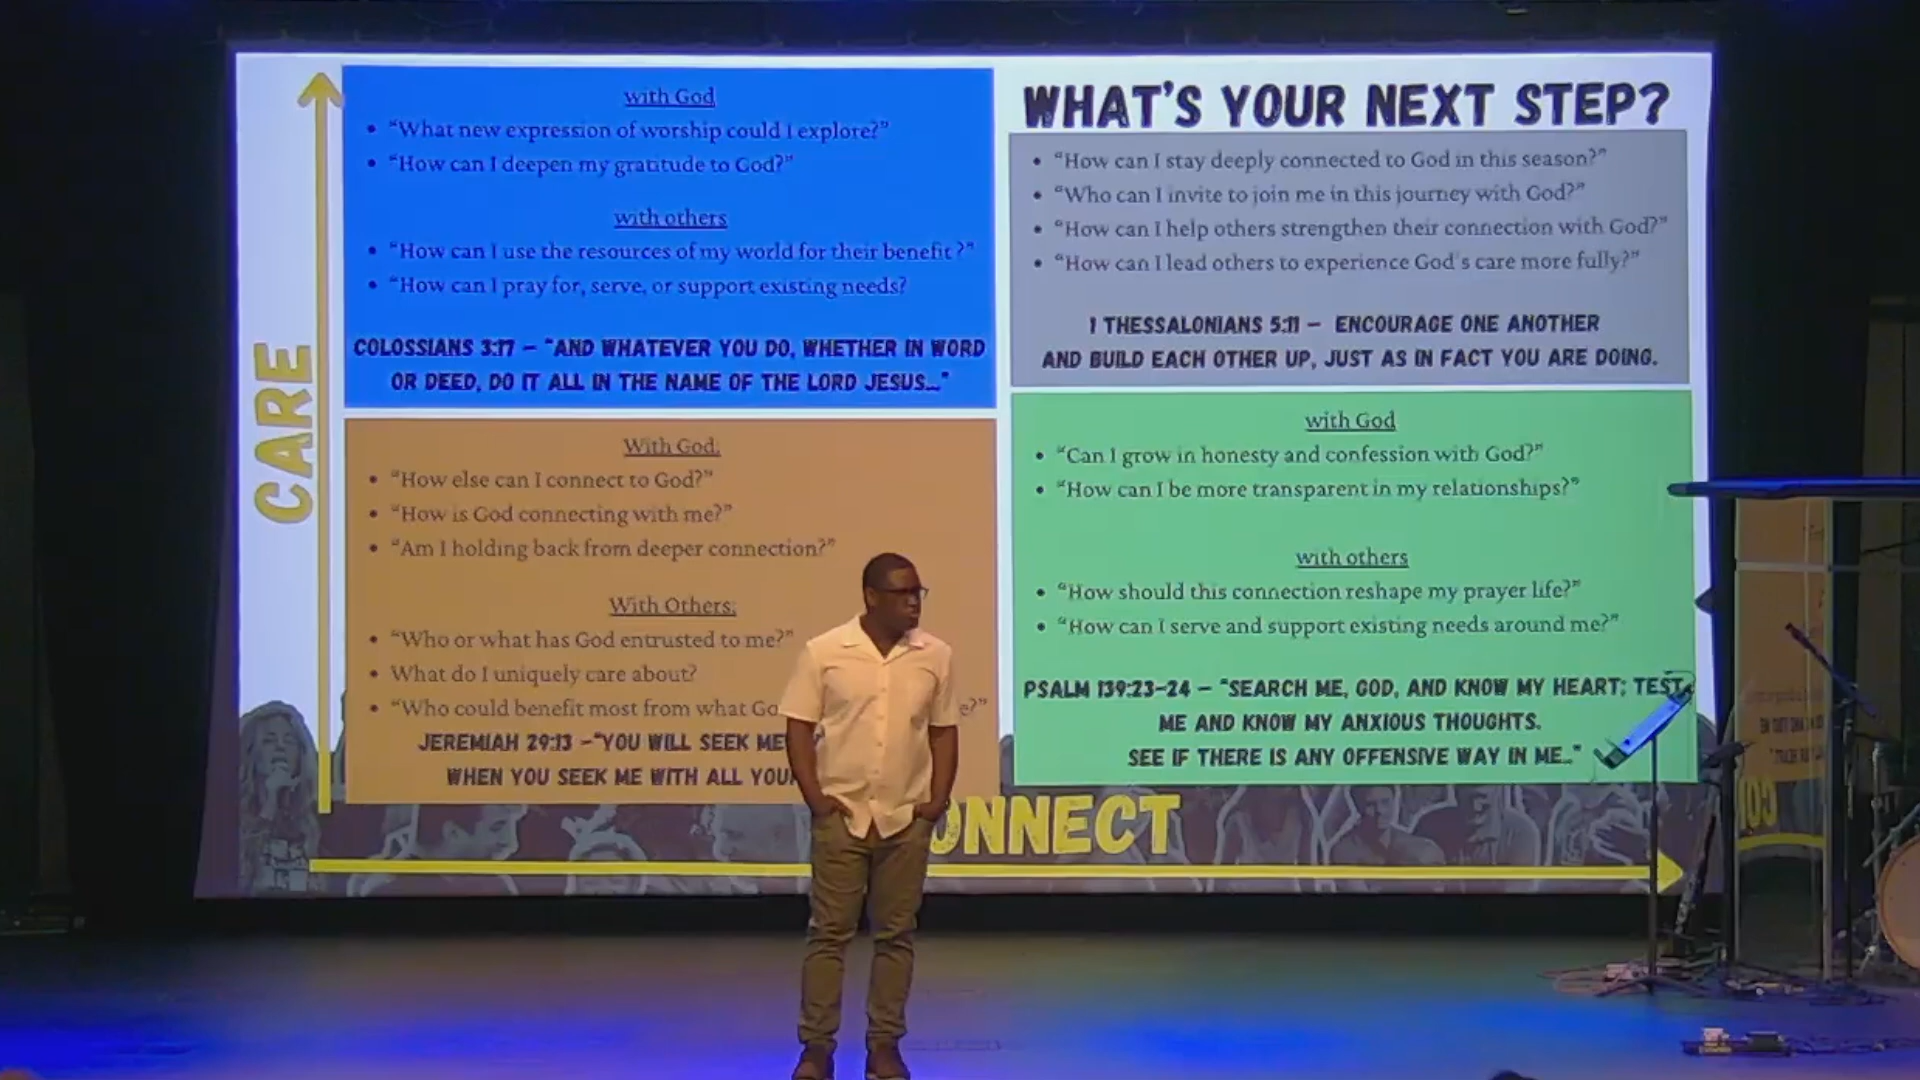 with God
• "What new expression of worship could I explore?"
• "How can I deepen my gratitude to God?"
with others
• "How can I use the resources of my world for their benefit?"
• "How can I pray for, serve, or support existing needs?
COLOSSIANS 3:17 – "AND WHATEVER YOU DO, WHETHER IN WORD
OR DEED, DO IT ALL IN THE NAME OF THE LORD JESUS..."
WHAT'S YOUR NEXT STEP?
• "How can I stay deeply connected to God in this season?"
• "Who can I invite to join me in this journey with God?"
• "How can I help others strengthen their connection with God?"
• "How can I lead others to experience God's care more fully?"
1 THESSALONIANS 5:11 – ENCOURAGE ONE ANOTHER
AND BUILD EACH OTHER UP, JUST AS IN FACT YOU ARE DOING.
CARE
With God:
• "How else can I connect to God?"
• "How is God connecting with me?"
• "Am I holding back from deeper connection?"
With Others:
• "Who or what has God entrusted to me?"
• What do I uniquely care about?
• "Who could benefit most from what Go e?"
JEREMIAH 29:13 –"YOU WILL SEEK ME
WHEN YOU SEEK ME WITH ALL YOU
with God
• "Can I grow in honesty and confession with God?"
• "How can I be more transparent in my relationships?"
with others
• "How should this connection reshape my prayer life?"
• "How can I serve and support existing needs around me?"
PSALM 139:23-24 – "SEARCH ME, GOD, AND KNOW MY HEART; TEST
ME AND KNOW MY ANXIOUS THOUGHTS.
SEE IF THERE IS ANY OFFENSIVE WAY IN ME..."
ONNECT